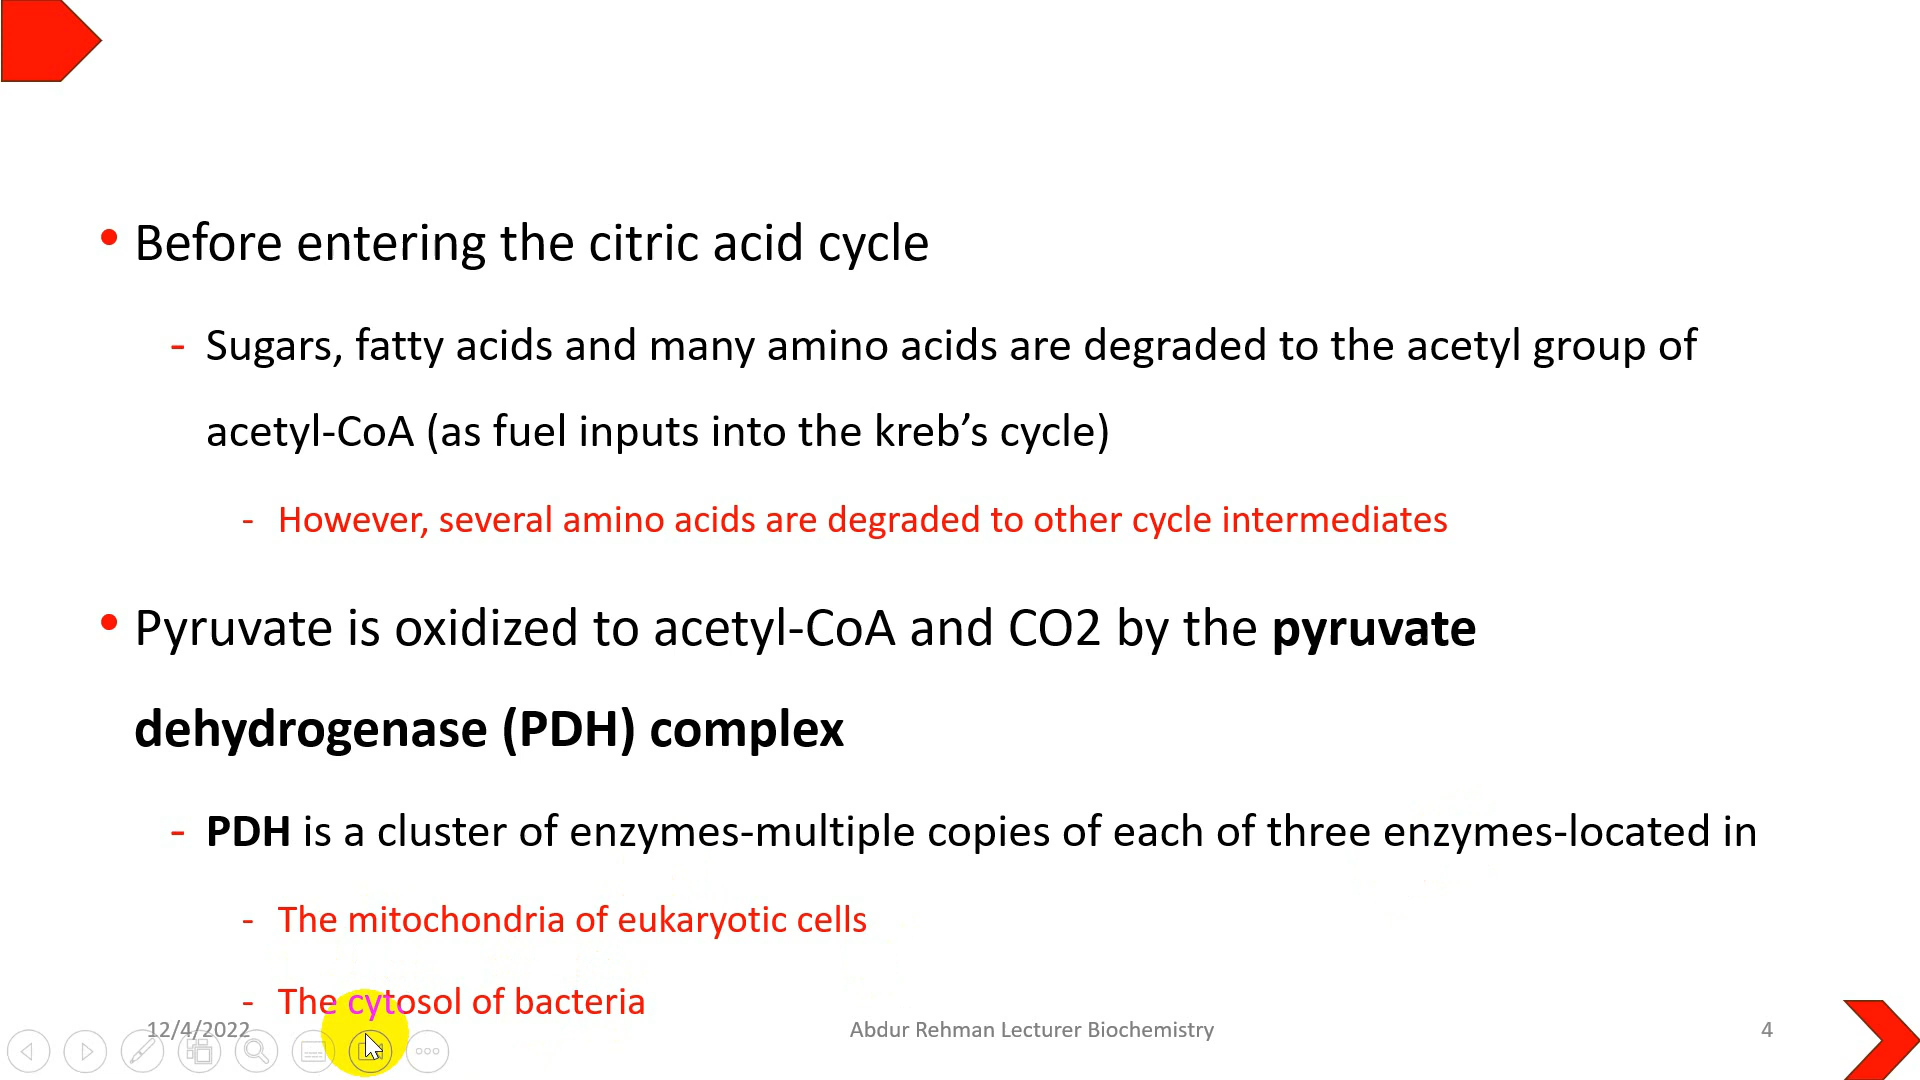 • Before entering the citric acid cycle
- Sugars, fatty acids and many amino acids are degraded to the acetyl group of
acetyl-CoA (as fuel inputs into the kreb’s cycle)
- However, several amino acids are degraded to other cycle intermediates
• Pyruvate is oxidized to acetyl-CoA and CO2 by the pyruvate
dehydrogenase (PDH) complex
- PDH is a cluster of enzymes-multiple copies of each of three enzymes-located in
- The mitochondria of eukaryotic cells
- The cytosol of bacteria
12/4/2022
Abdur Rehman Lecturer Biochemistry
4